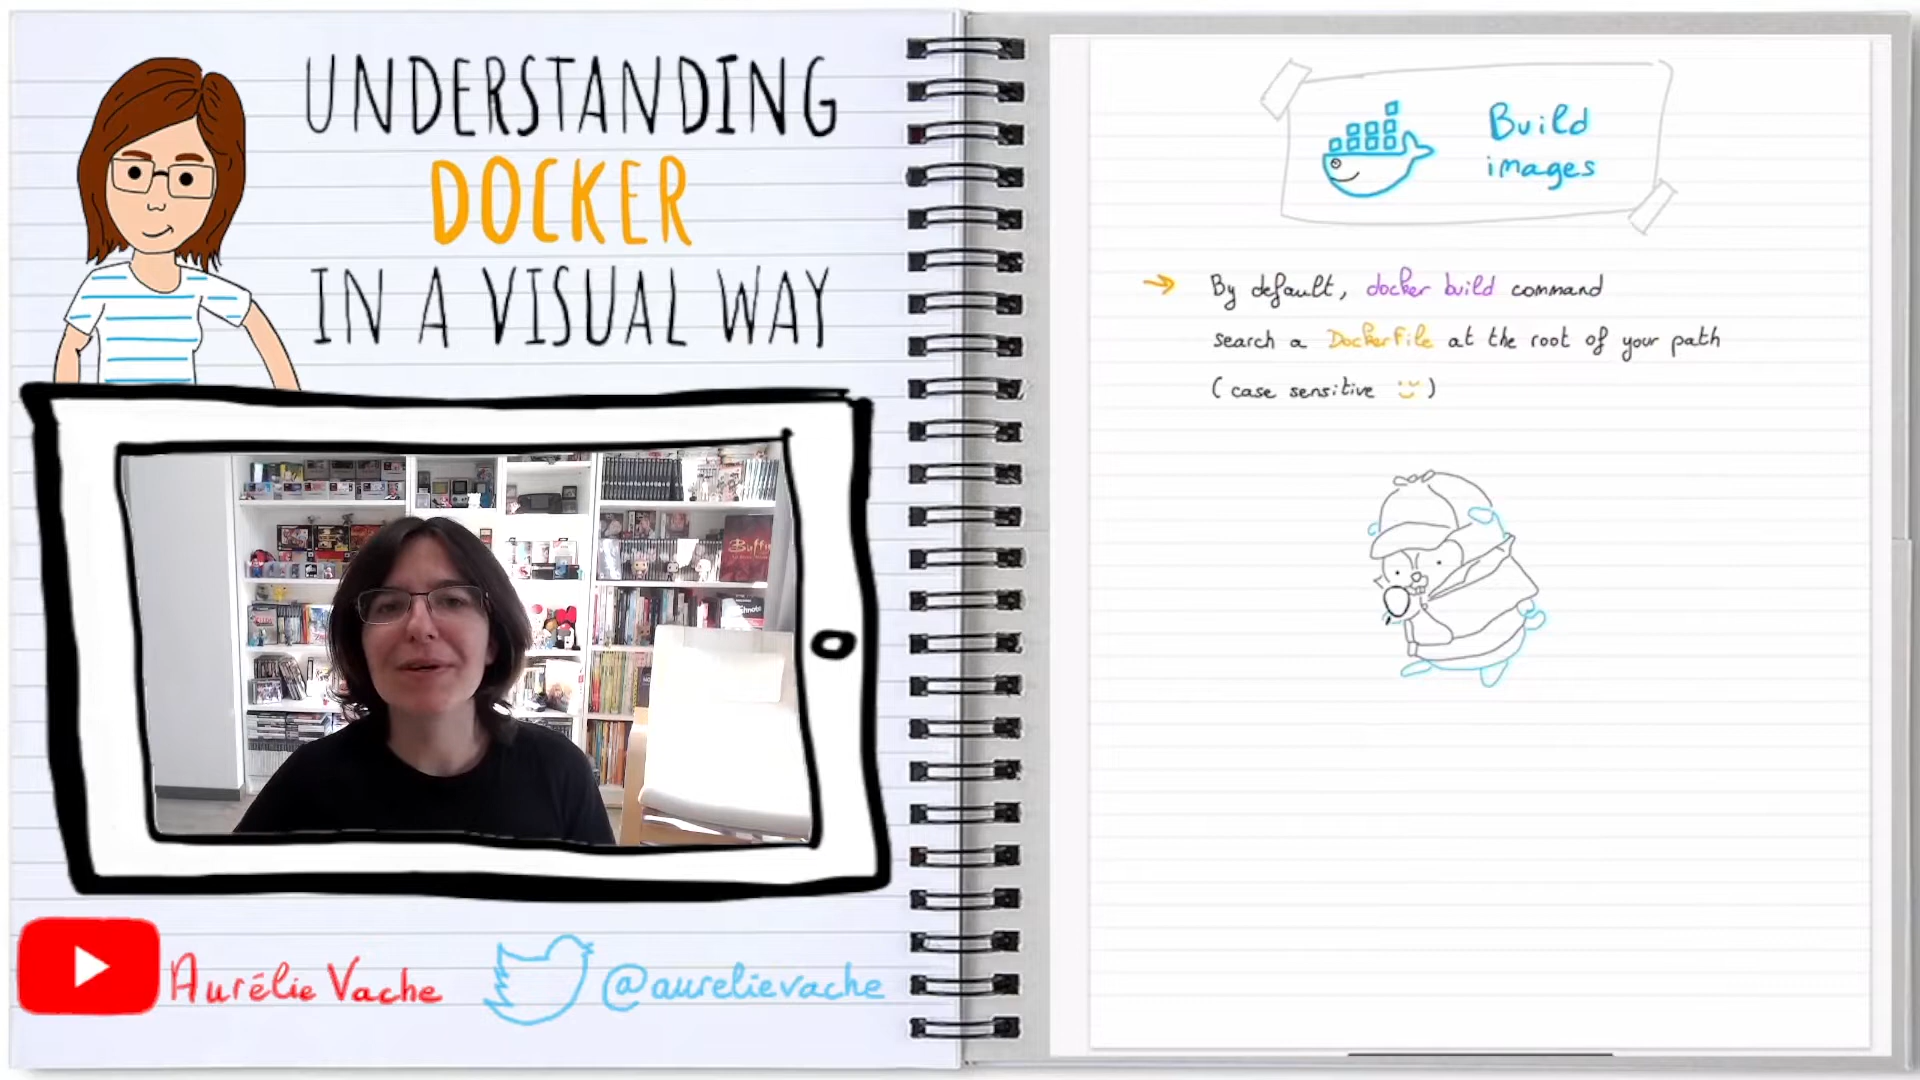 UNDERSTANDING
DOCKER
IN A VISUAL WAY
Buffy
Aurélie Vache
@aurelievache
Build
images
→ By default, docker build command
search a DockerFile at the root of your path
(case sensitive )